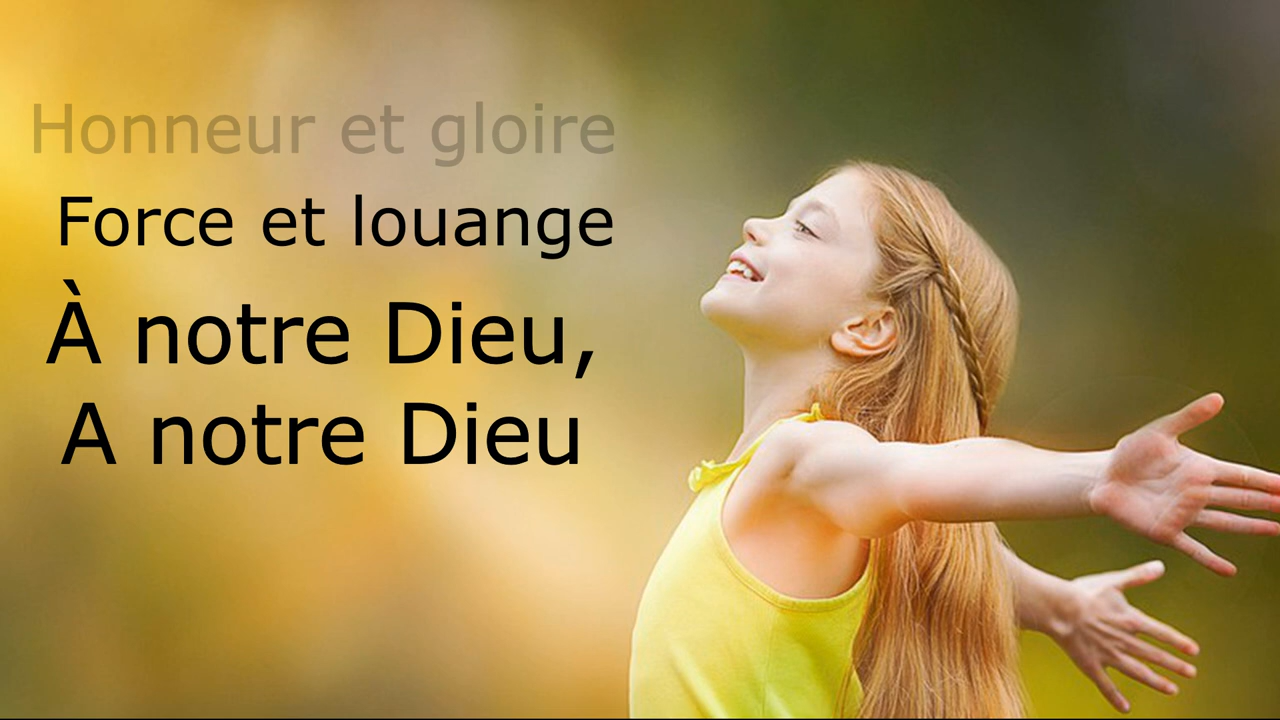 Honneur et gloire
Force et louange
À notre Dieu,
A notre Dieu